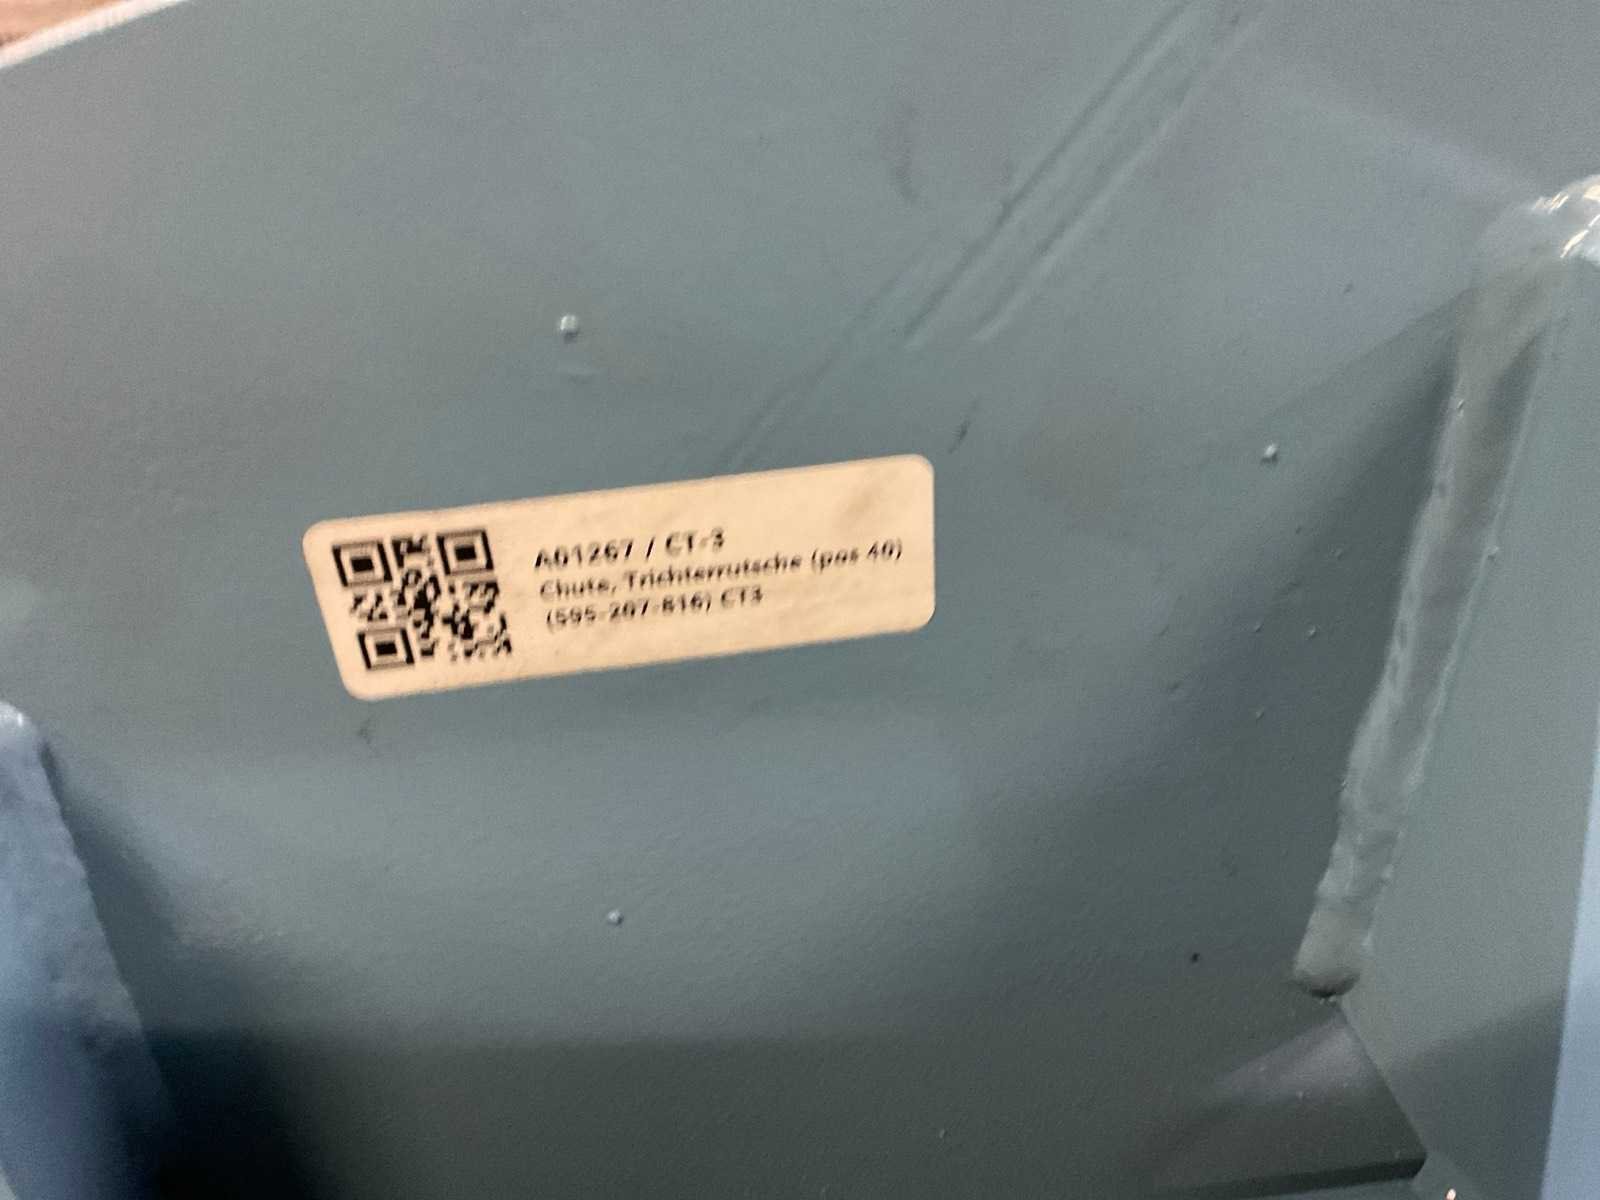 A01267 / CT-3
Chute, Trichterrutsche (pos 40)
(595-207-816) CT3